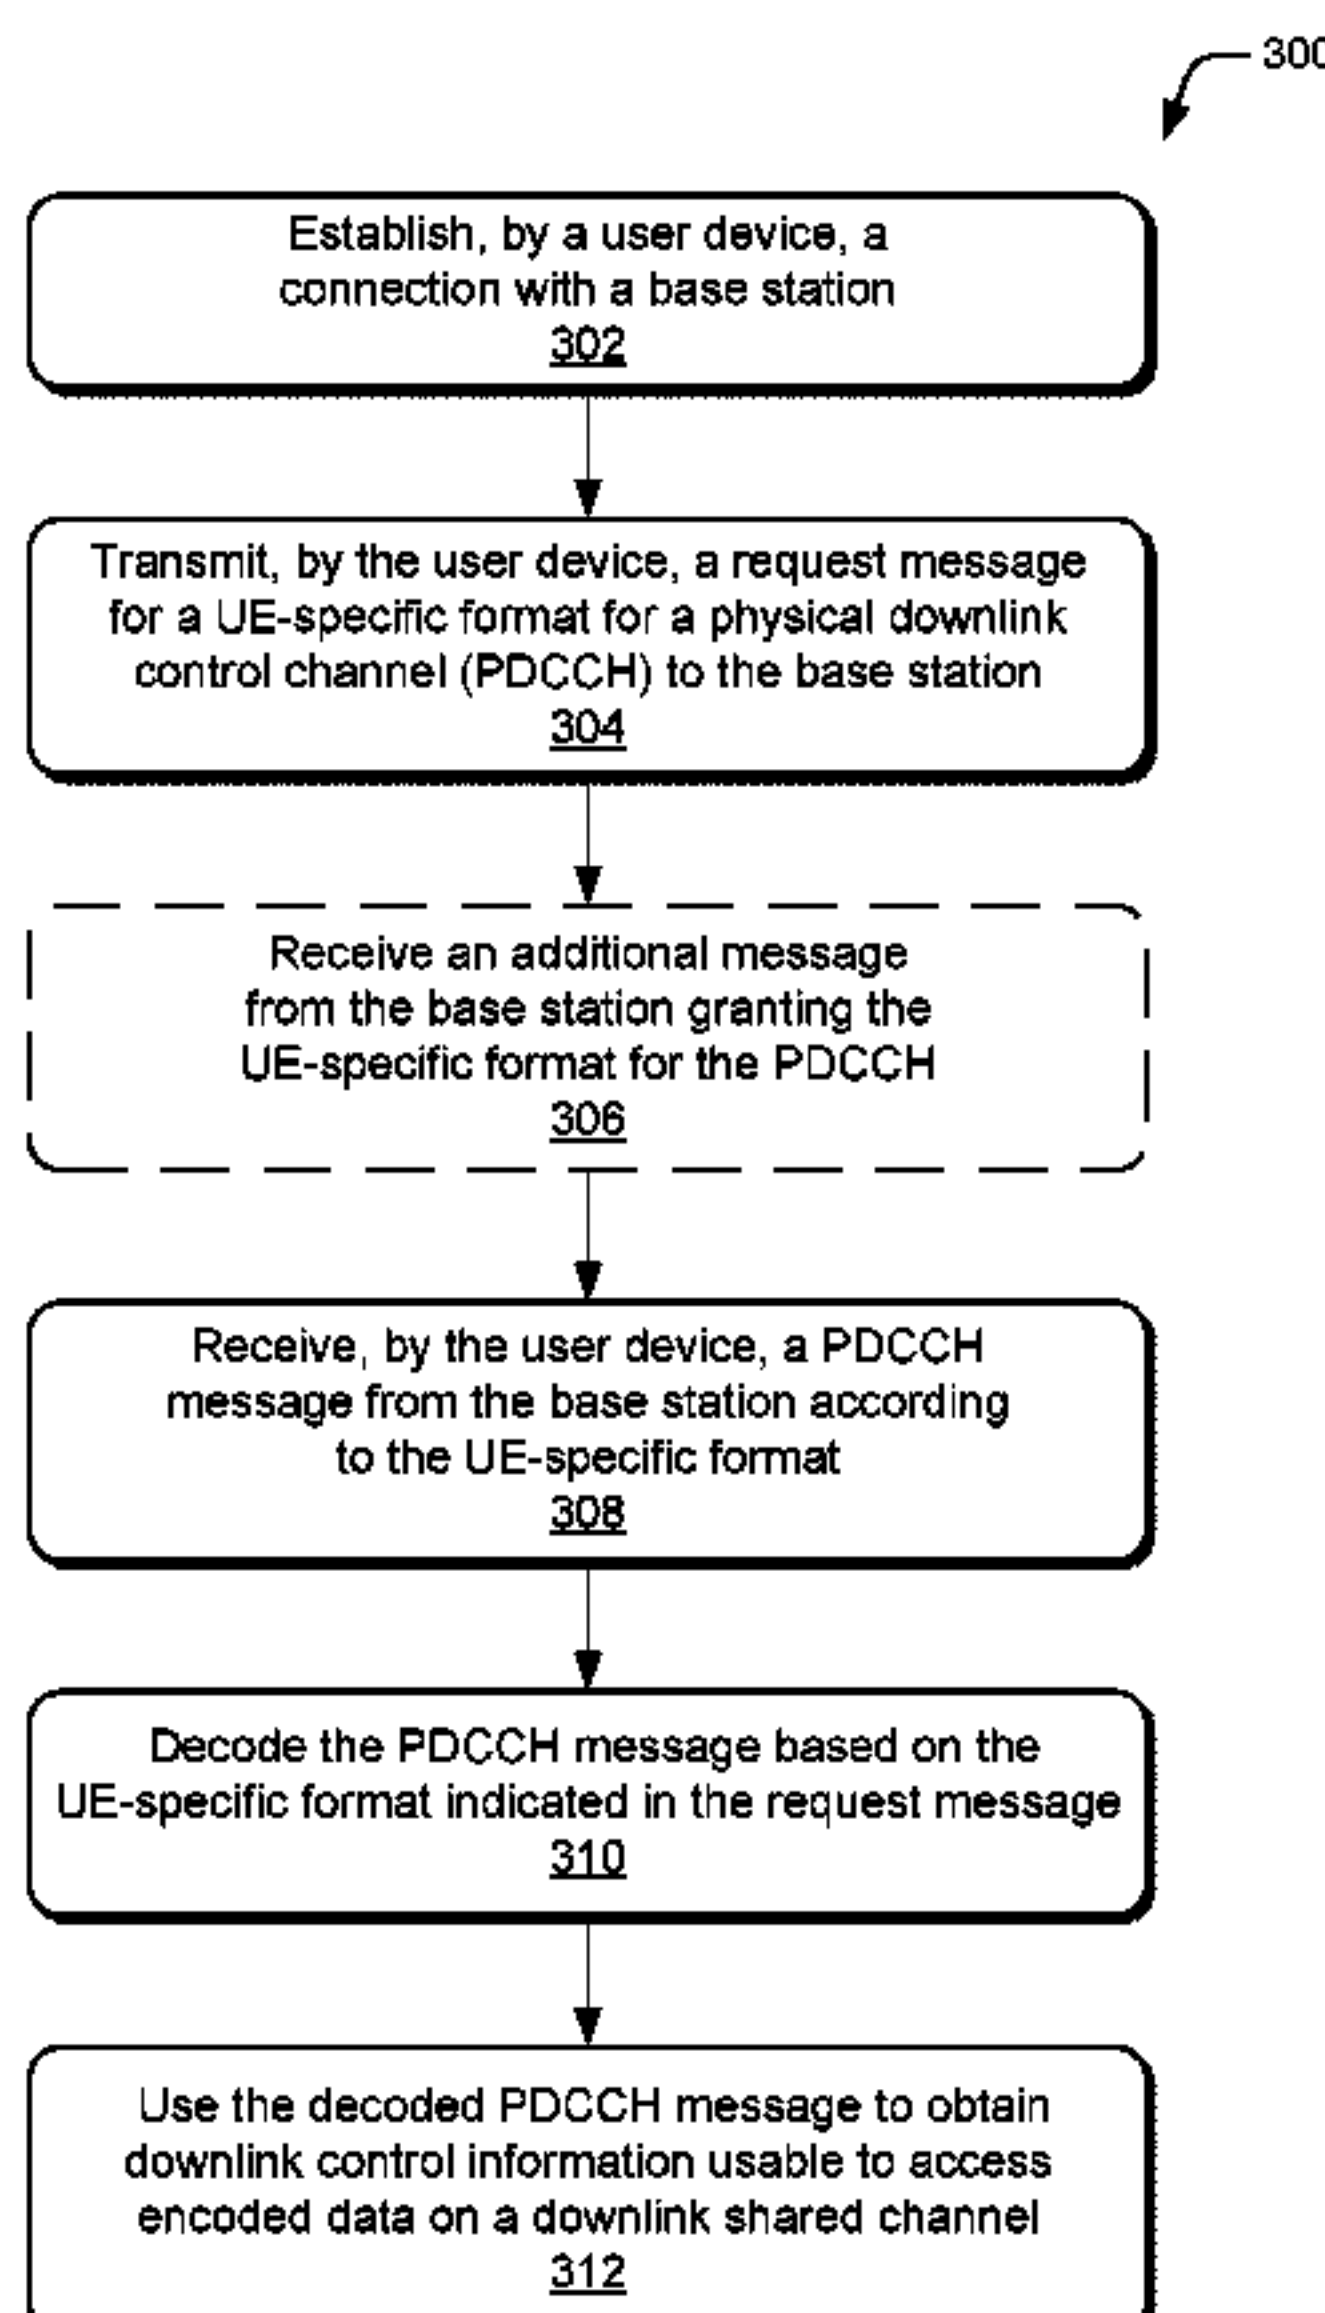 300
Establish, by a user device, a
connection with a base station
302
Transmit, by the user device, a request message
for a UE-specific format for a physical downlink
control channel (PDCCH) to the base station
304
Receive an additional message
from the base station granting the
UE-specific format for the PDCCH
306
Receive, by the user device, a PDCCH
message from the base station according
to the UE-specific format
308
Decode the PDCCH message based on the
UE-specific format indicated in the request message
310
Use the decoded PDCCH message to obtain
downlink control information usable to access
encoded data on a downlink shared channel
312